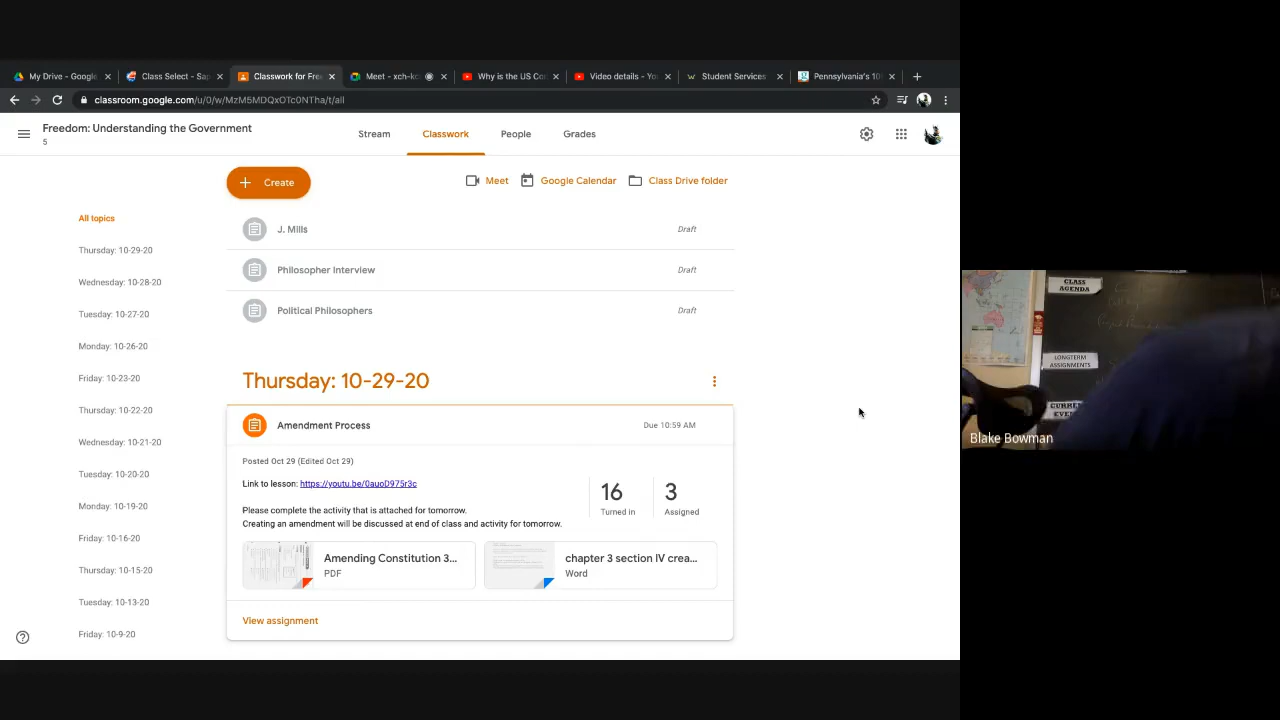 My Drive - Google
Class Select - Sap
Classwork for Free
Meet - xch-kc
Why is the US Con
Video details - Yo
Student Services
Pennsylvania's 10
classroom.google.com/u/0/w/MzM5MDQxOTc0NTha/t/all
Freedom: Understanding the Government
5
Stream
Classwork
People
Grades
Create
Meet
Google Calendar
Class Drive folder
All topics
Thursday: 10-29-20
Wednesday: 10-28-20
Tuesday: 10-27-20
Monday: 10-26-20
Friday: 10-23-20
Thursday: 10-22-20
Wednesday: 10-21-20
Tuesday: 10-20-20
Monday: 10-19-20
Friday: 10-16-20
Thursday: 10-15-20
Tuesday: 10-13-20
Friday: 10-9-20
J. Mills
Draft
Philosopher Interview
Draft
Political Philosophers
Draft
Thursday: 10-29-20
Amendment Process
Due 10:59 AM
Posted Oct 29 (Edited Oct 29)
Link to lesson: https://youtu.be/0auoD975r3c
16
Turned in
3
Assigned
Please complete the activity that is attached for tomorrow.
Creating an amendment will be discussed at end of class and activity for tomorrow.
Amending Constitution 3...
PDF
chapter 3 section IV crea...
Word
View assignment
CLASS
AGENDA
LONGTERM
ASSIGNMENTS
Blake Bowman